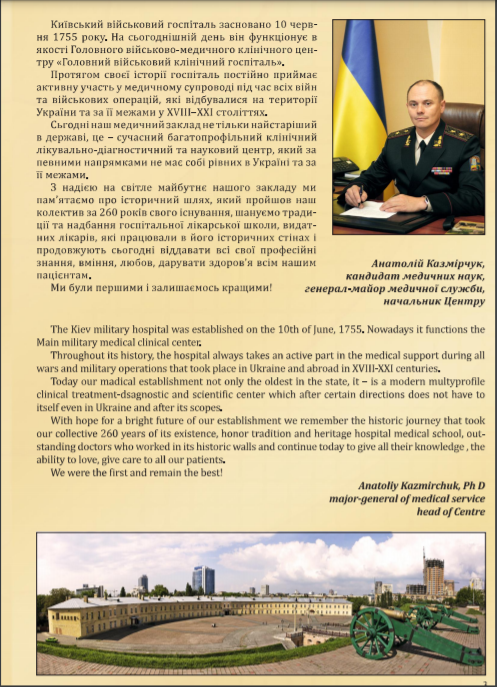 Київський військовий госпіталь засновано 10 черв-
ня 1755 року. На сьогоднішній день він функціонує в
якості Головного військово-медичного клінічного цен-
тру «Головний військовий клінічний госпіталь».
Протягом своєї історії госпіталь постійно приймає
активну участь у медичному супроводі під час всіх війн
та військових операцій, які відбувалися на території
України та за її межами у XVIII–XXI століттях.
Сьогодні наш медичний заклад не тільки найстаріший
в державі, це – сучасний багатопрофільний клінічний
лікувально-діагностичний та науковий центр, який за
певними напрямками не має собі рівних в Україні та за
її межами.
З надією на світле майбутнє нашого закладу ми
пам'ятаємо про історичний шлях, який пройшов наш
колектив за 260 років свого існування, шануємо тради-
ції та надбання госпітальної лікарської школи, видат-
них лікарів, які працювали в його історичних стінах і
продовжують сьогодні віддавати всі свої професійні
знання, вміння, любов, дарувати здоров'я всім нашим
пацієнтам.
Ми були першими і залишаємось кращими!
Анатолій Казмірчук,
кандидат медичних наук,
генерал-майор медичної служби,
начальник Центру
The Kiev military hospital was established on the 10th of June, 1755. Nowadays it functions the
Main military medical clinical center.
Throughout its history, the hospital always takes an active part in the medical support during all
wars and military operations that took place in Ukraine and abroad in XVIII-XXI centuries.
Today our madical establishment not only the oldest in the state, it – is a modern multyprofile
clinical treatment-dsagnostic and scientific center which after certain directions does not have to
itself even in Ukraine and after its scopes.
With hope for a bright future of our establishment we remember the historic journey that took
our collective 260 years of its existence, honor tradition and heritage hospital medical school, out-
standing doctors who worked in its historic walls and continue today to give all their knowledge , the
ability to love, give care to all our patients.
We were the first and remain the best!
Anatoliy Kazmirchuk, Ph D
major-general of medical service
head of Centre
3